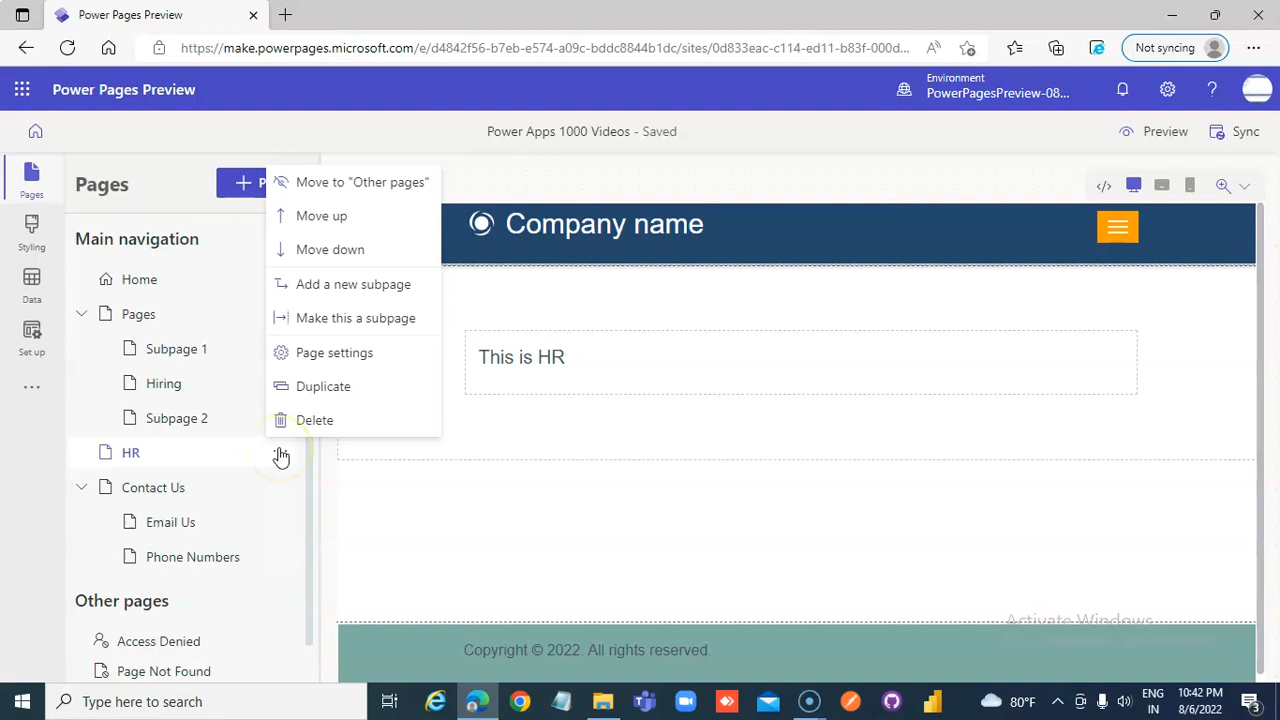 Power Pages Preview
https://make.powerpages.microsoft.com/e/d4842f56-b7eb-e574-a09c-bddc8844b1dc/sites/0d833eac-c114-ed11-b83f-000d...
Not syncing
Power Pages Preview
Environment
PowerPagesPreview-08...
Power Apps 1000 Videos - Saved
Preview
Sync
Pages
Styling
Data
Set up
Pages
+ P
Main navigation
Home
Pages
Subpage 1
Hiring
Subpage 2
HR
Contact Us
Email Us
Phone Numbers
Other pages
Access Denied
Page Not Found
Move to "Other pages"
Move up
Move down
Add a new subpage
Make this a subpage
Page settings
Duplicate
Delete
Company name
This is HR
Activate Windows
Copyright © 2022. All rights reserved.
Type here to search
80°F
ENG
IN
10:42 PM
8/6/2022
3